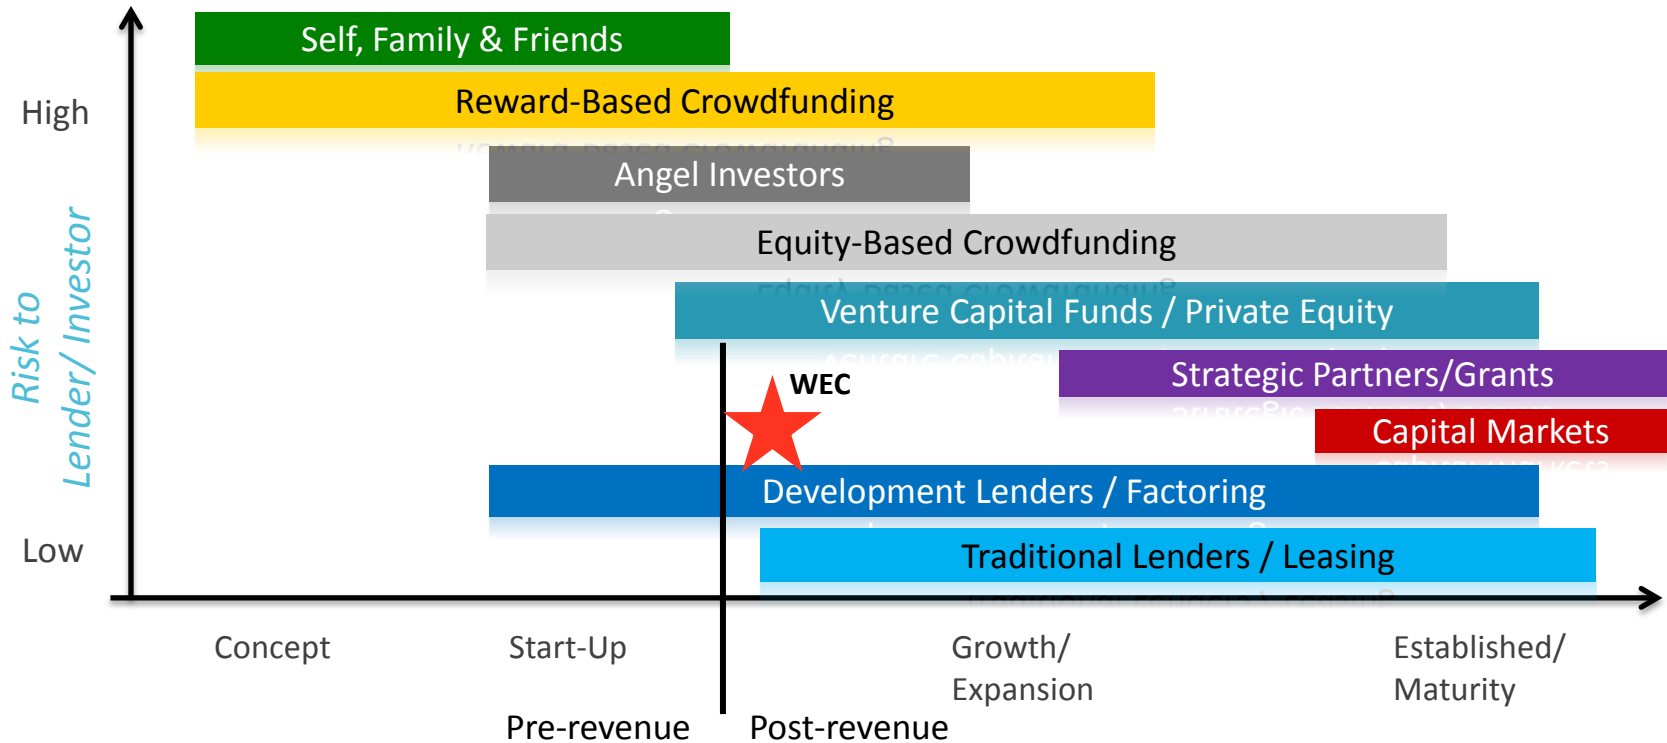 Self, Family & Friends
High
Reward-Based Crowdfunding
Angel Investors
Equity-Based Crowdfunding
Venture Capital Funds / Private Equity
Risk to
Lender/ Investor
Strategic Partners/Grants
WEC
Capital Markets
Development Lenders / Factoring
Low
Traditional Lenders / Leasing
Concept
Start-Up
Growth/
Expansion
Established/
Maturity
Pre-revenue
Post-revenue